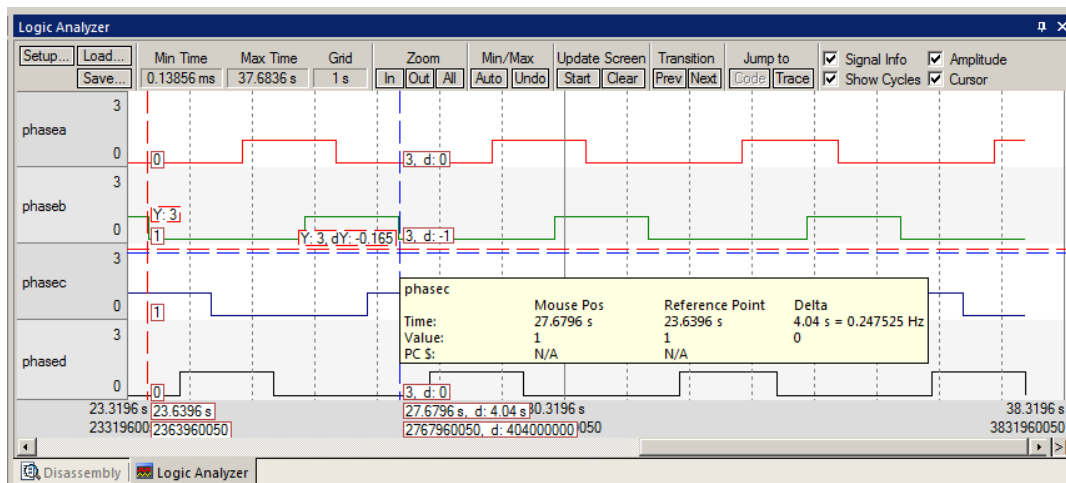 Logic Analyzer
Setup... Load... Min Time Max Time Grid Zoom Min/Max Update Screen Transition Jump to Signal Info Amplitude
Save... 0.13856 ms 37.6836 s 1 s In Out All Auto Undo Start Clear Prev Next Code Trace Show Cycles Cursor
3
phasea
0
0
3, d: 0
3
phaseb
0
Y: 3
1
Y: 3, dY: -0.165
3, d: -1
3
phasec
0
1
phasec
Mouse Pos Reference Point Delta
Time: 27.6796 s 23.6396 s 4.04 s = 0.247525 Hz
Value: 1 1 0
PC $: N/A N/A
3
phased
0
0
3, d: 0
23.3196 s 23.6396 s 27.6796 s, d: 4.04 s 30.3196 s 38.3196 s
23319600 2363960050 2767960050, d: 404000000 050 3831960050
Disassembly Logic Analyzer